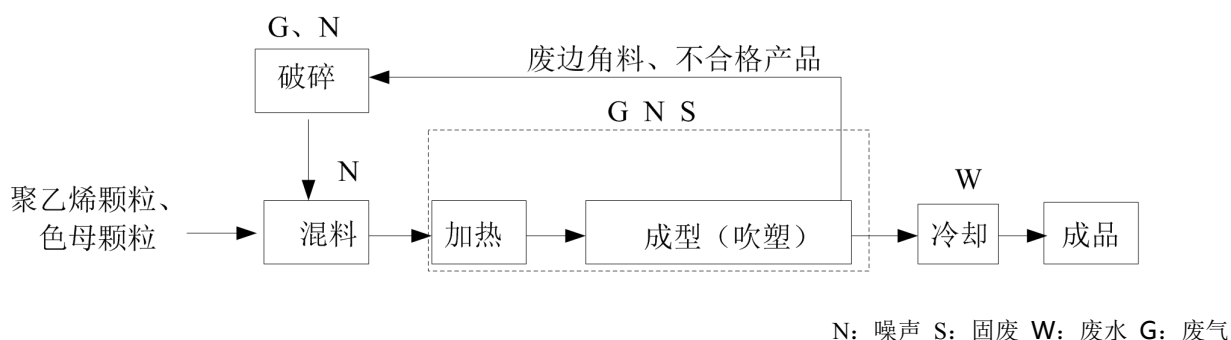 G、N
破碎
废边角料、不合格产品
G N S
N
W
聚乙烯颗粒、
色母颗粒
混料
加热
成型（吹塑）
冷却
成品
N：噪声 S：固废 W：废水 G：废气